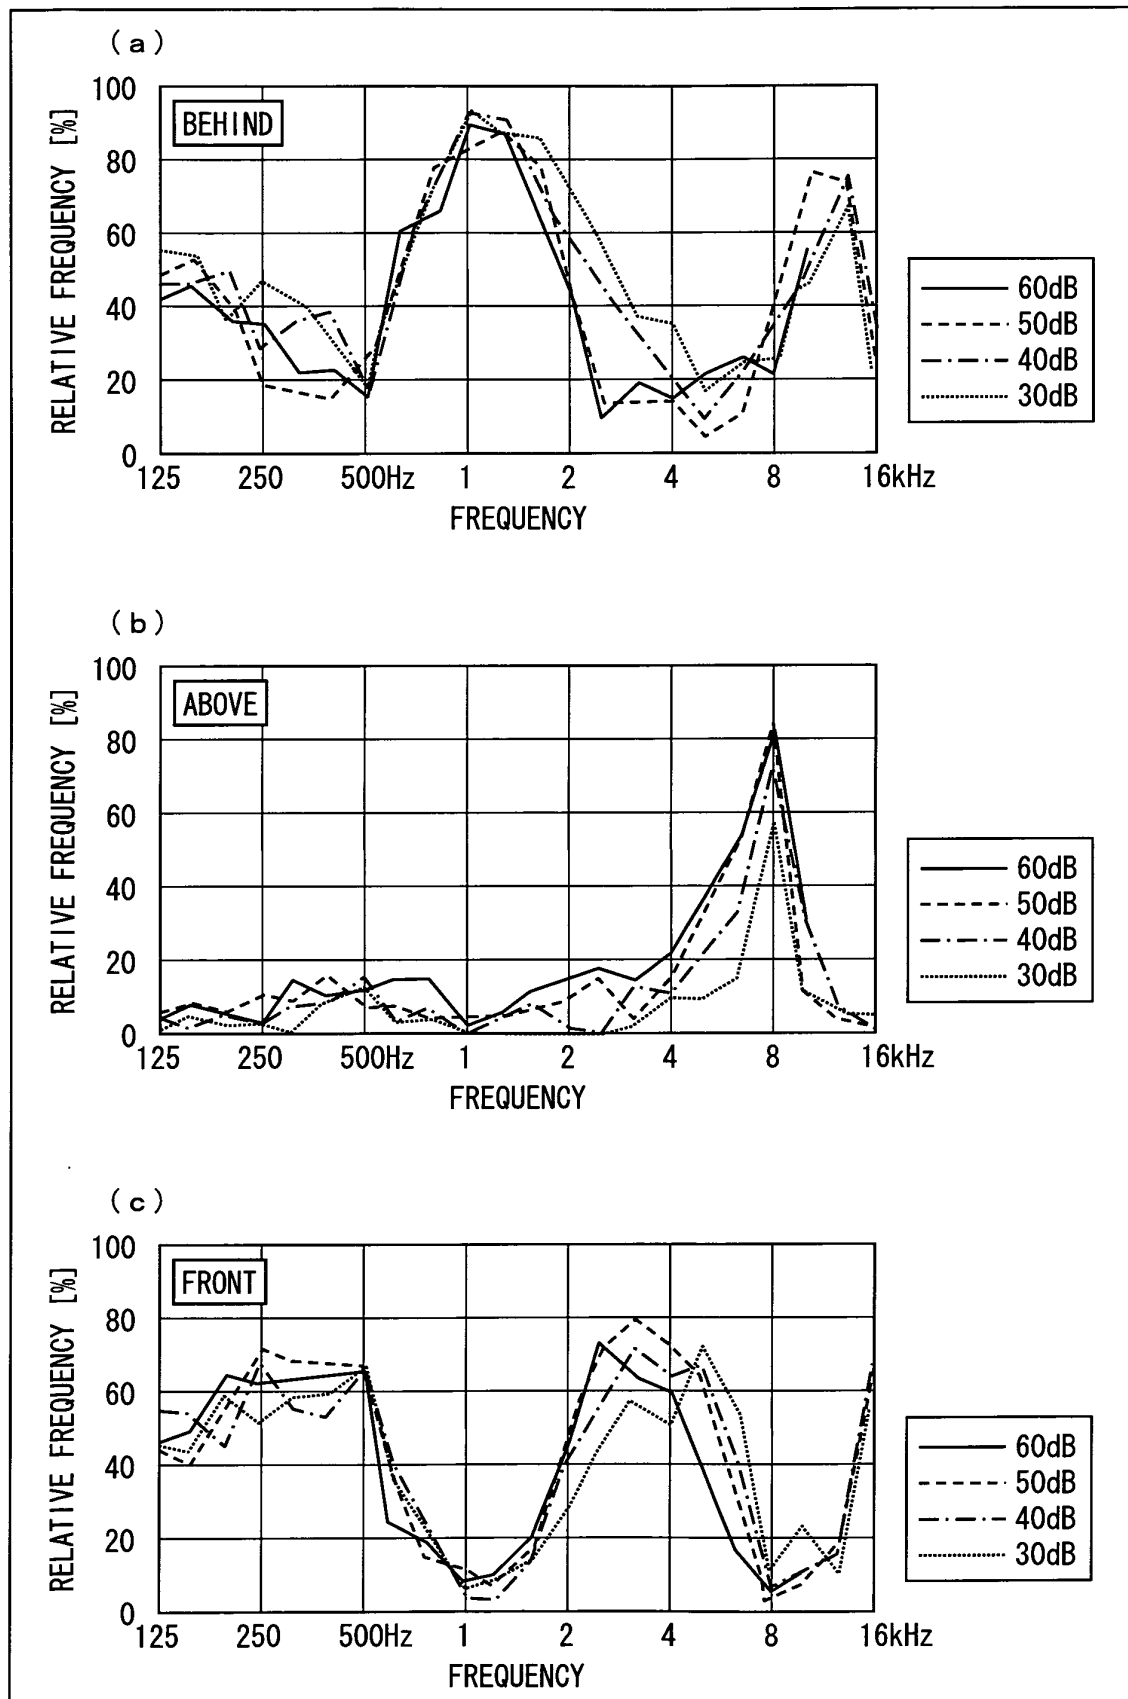 (a)
RELATIVE FREQUENCY [%]
100
80
60
40
20
0
BEHIND
125 250 500Hz 1 2 4 8 16kHz
FREQUENCY
60dB
50dB
40dB
30dB
(b)
RELATIVE FREQUENCY [%]
100
80
60
40
20
0
ABOVE
125 250 500Hz 1 2 4 8 16kHz
FREQUENCY
60dB
50dB
40dB
30dB
(c)
RELATIVE FREQUENCY [%]
100
80
60
40
20
0
FRONT
125 250 500Hz 1 2 4 8 16kHz
FREQUENCY
60dB
50dB
40dB
30dB